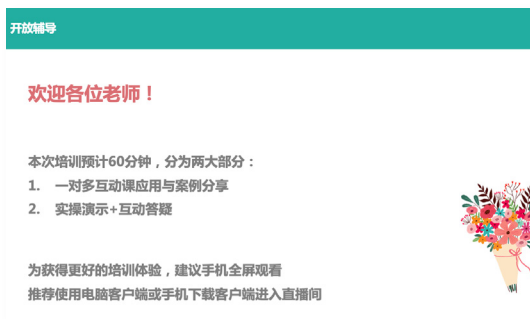 开放辅导
欢迎各位老师！
本次培训预计60分钟，分为两大部分：
1. 一对多互动课应用与案例分享
2. 实操演示+互动答疑
为获得更好的培训体验，建议手机全屏观看
推荐使用电脑客户端或手机下载客户端进入直播间